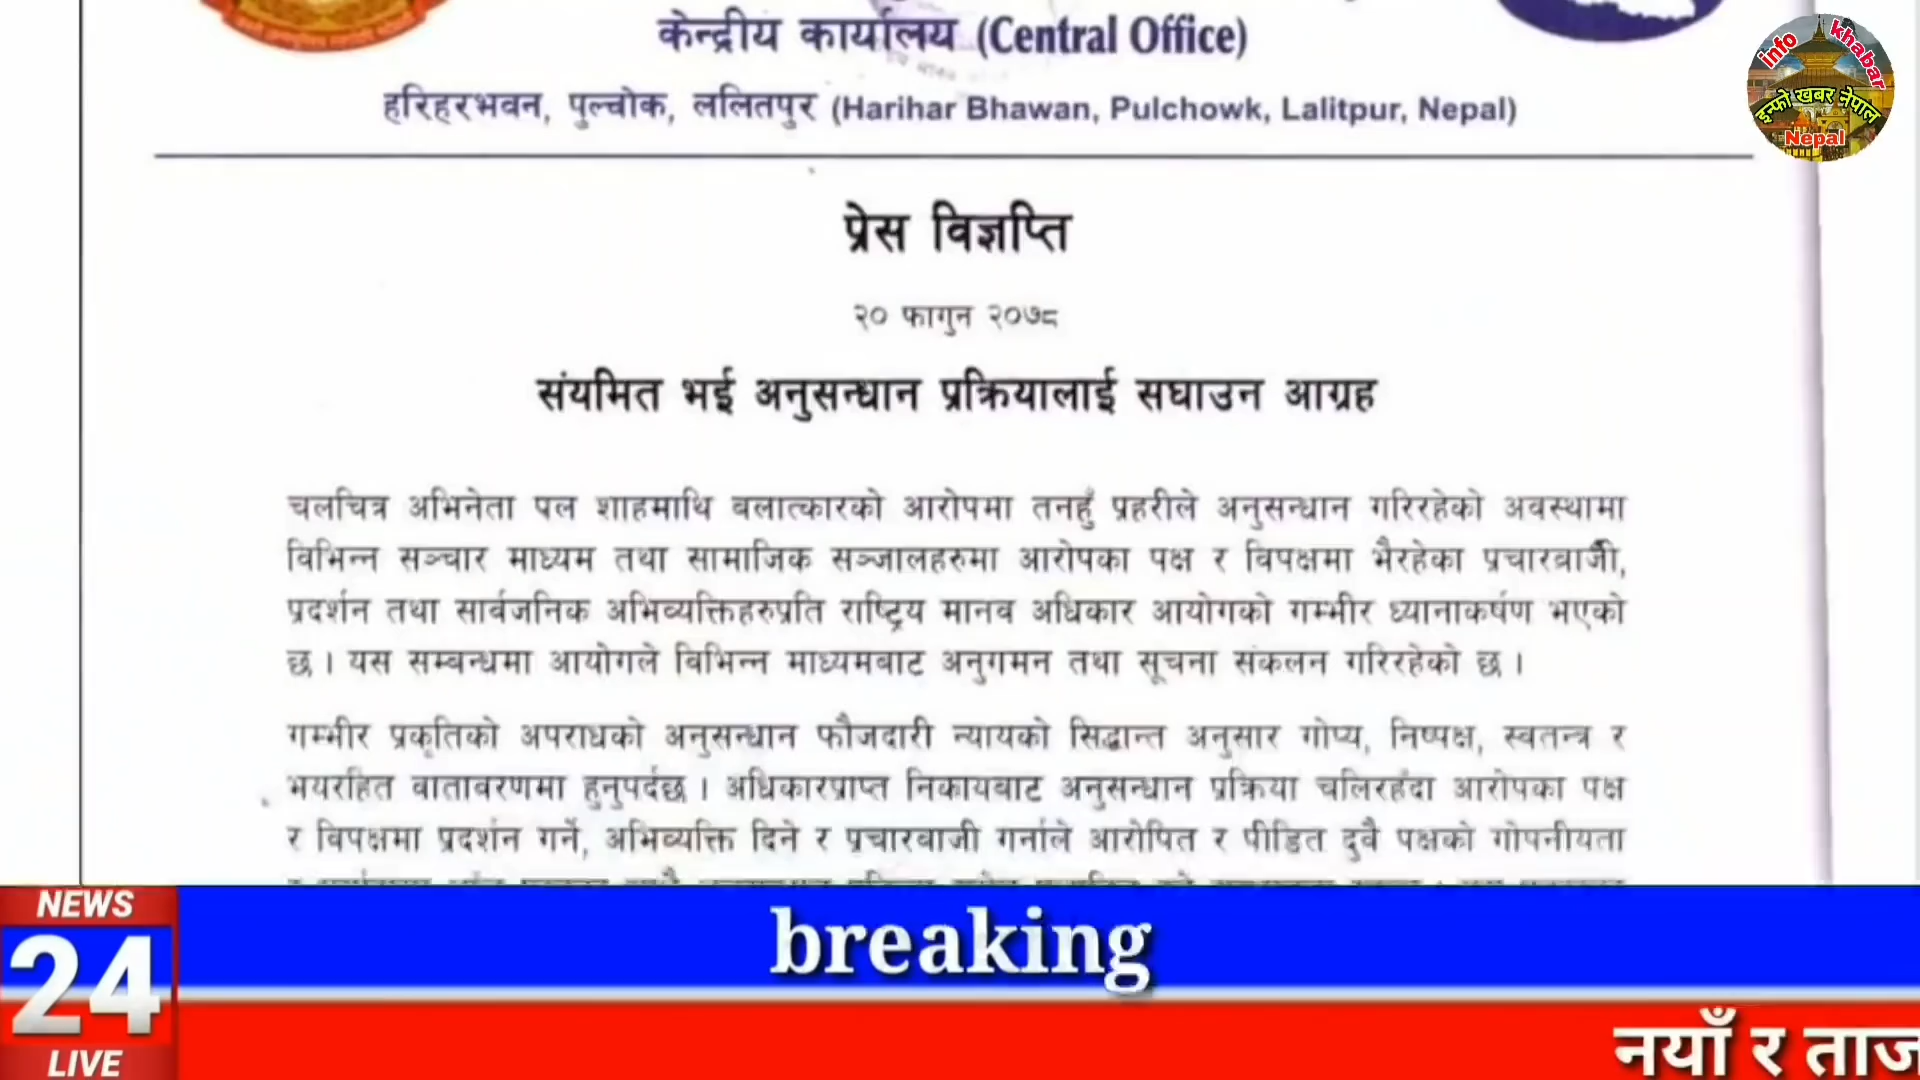 केन्द्रीय कार्यालय (Central Office)
हरिहरभवन, पुल्चोक, ललितपुर (Harihar Bhawan, Pulchowk, Lalitpur, Nepal)
info khabar
इन्फो खबर नेपाल
Nepal
प्रेस विज्ञप्ति
२० फागुन २०७८
संयमित भई अनुसन्धान प्रक्रियालाई सघाउन आग्रह
चलचित्र अभिनेता पल शाहमाथि बलात्कारको आरोपमा तनहुँ प्रहरीले अनुसन्धान गरिरहेको अवस्थामा
विभिन्न सञ्चार माध्यम तथा सामाजिक सञ्जालहरुमा आरोपका पक्ष र विपक्षमा भैरहेका प्रचारबाजी,
प्रदर्शन तथा सार्वजनिक अभिव्यक्तिहरुप्रति राष्ट्रिय मानव अधिकार आयोगको गम्भीर ध्यानाकर्षण भएको
छ । यस सम्बन्धमा आयोगले विभिन्न माध्यमबाट अनुगमन तथा सूचना संकलन गरिरहेको छ ।
गम्भीर प्रकृतिको अपराधको अनुसन्धान फौजदारी न्यायको सिद्धान्त अनुसार गोप्य, निष्पक्ष, स्वतन्त्र र
भयरहित वातावरणमा हुनुपर्दछ । अधिकारप्राप्त निकायबाट अनुसन्धान प्रक्रिया चलिरहँदा आरोपका पक्ष
र विपक्षमा प्रदर्शन गर्ने, अभिव्यक्ति दिने र प्रचारबाजी गर्नाले आरोपित र पीडित दुवै पक्षको गोपनीयता
NEWS
24
LIVE
breaking
नयाँ र ताज